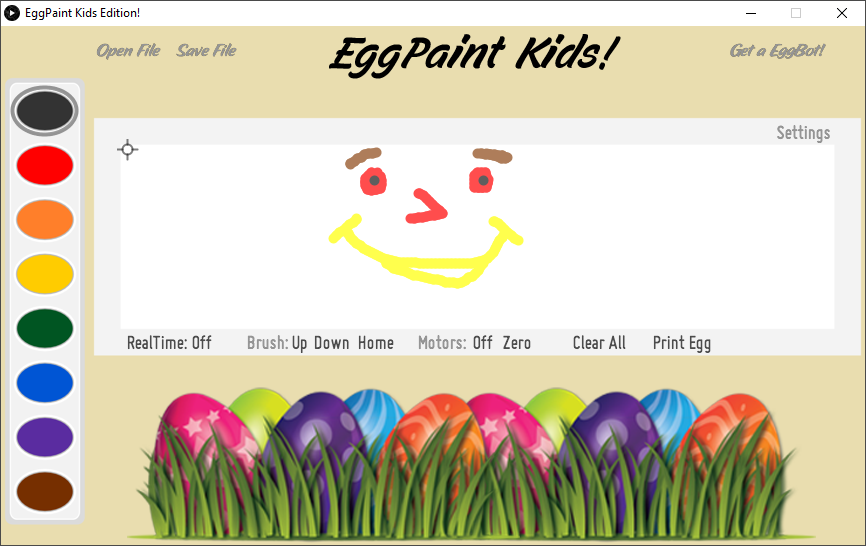 EggPaint Kids Edition!
Open File Save File EggPaint Kids! Get a EggBot!
Settings
RealTime: Off Brush: Up Down Home Motors: Off Zero Clear All Print Egg